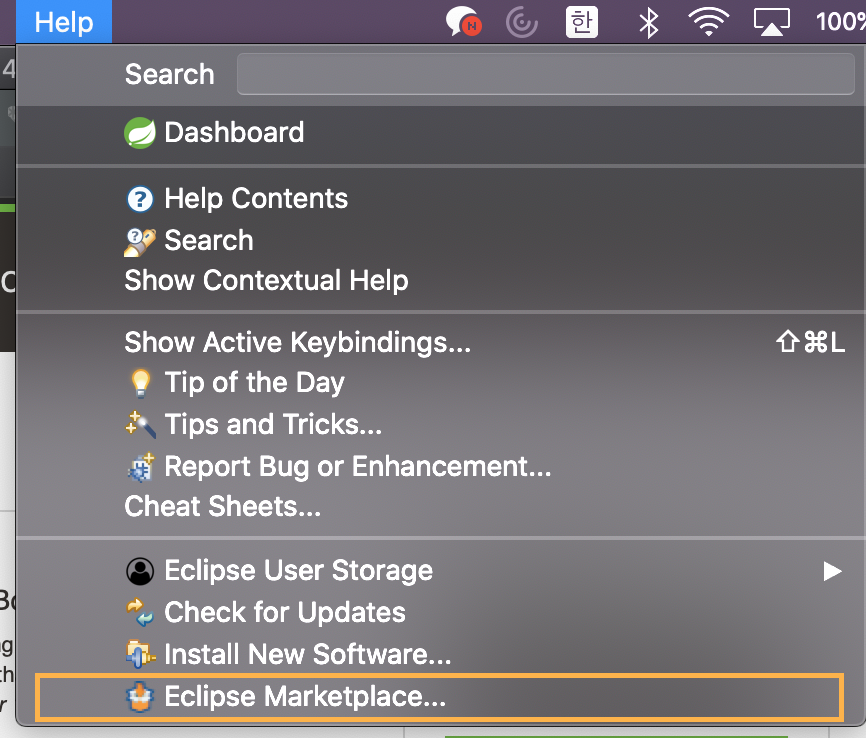 Help 한 100%
Search
Dashboard
Help Contents
Search
Show Contextual Help
Show Active Keybindings... ⇧⌘L
Tip of the Day
Tips and Tricks...
Report Bug or Enhancement...
Cheat Sheets...
Eclipse User Storage
Check for Updates
Install New Software...
Eclipse Marketplace...